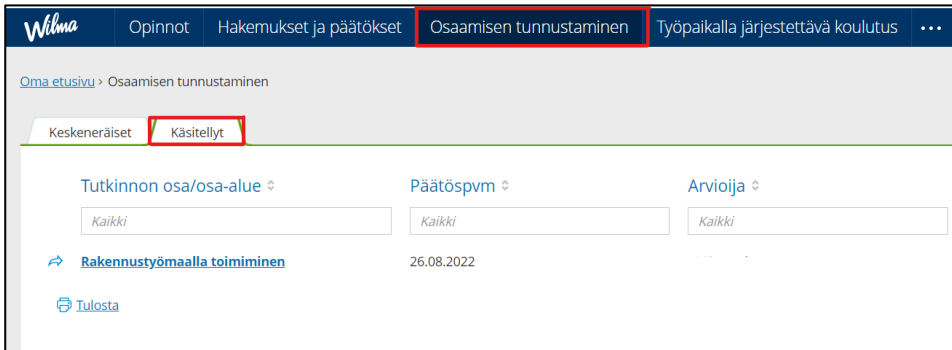 Wilma Opinnot Hakemukset ja päätökset Osaamisen tunnustaminen Työpaikalla järjestettävä koulutus ...
Oma etusivu > Osaamisen tunnustaminen
Keskeneräiset Käsitellyt
Tutkinnon osa/osa-alue Päätöspvm Arvioija
Kaikki Kaikki Kaikki
Rakennustyömaalla toimiminen 26.08.2022
Tulosta